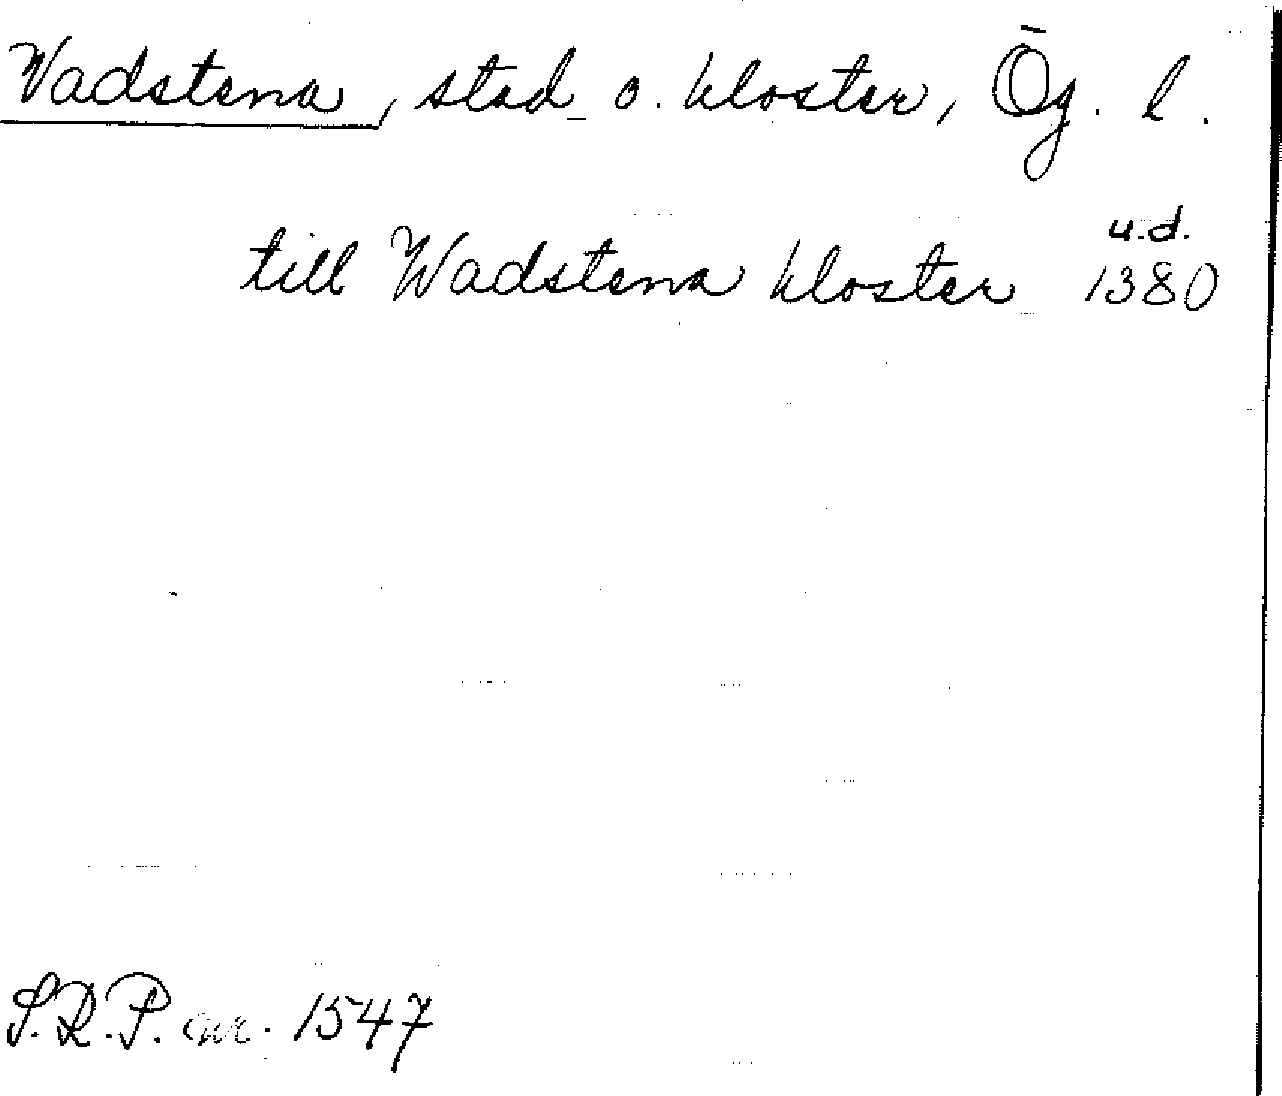 Vadstena, stad o. kloster, Ög. l.
u.d.
till Wadstena kloster 1380
S.R.P. nr. 1547